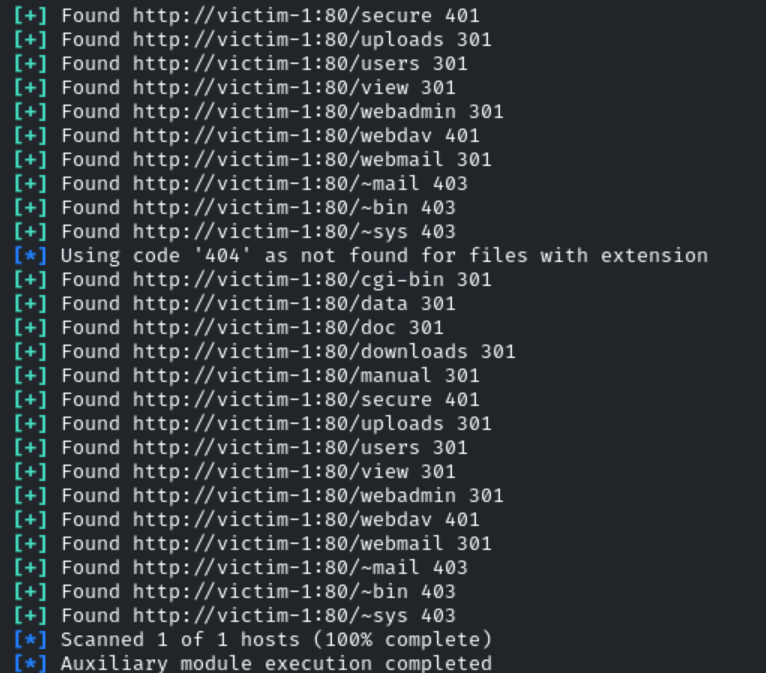 [+] Found http://victim-1:80/secure 401
[+] Found http://victim-1:80/uploads 301
[+] Found http://victim-1:80/users 301
[+] Found http://victim-1:80/view 301
[+] Found http://victim-1:80/webadmin 301
[+] Found http://victim-1:80/webdav 401
[+] Found http://victim-1:80/webmail 301
[+] Found http://victim-1:80/~mail 403
[+] Found http://victim-1:80/~bin 403
[+] Found http://victim-1:80/~sys 403
[*] Using code '404' as not found for files with extension
[+] Found http://victim-1:80/cgi-bin 301
[+] Found http://victim-1:80/data 301
[+] Found http://victim-1:80/doc 301
[+] Found http://victim-1:80/downloads 301
[+] Found http://victim-1:80/manual 301
[+] Found http://victim-1:80/secure 401
[+] Found http://victim-1:80/uploads 301
[+] Found http://victim-1:80/users 301
[+] Found http://victim-1:80/view 301
[+] Found http://victim-1:80/webadmin 301
[+] Found http://victim-1:80/webdav 401
[+] Found http://victim-1:80/webmail 301
[+] Found http://victim-1:80/~mail 403
[+] Found http://victim-1:80/~bin 403
[+] Found http://victim-1:80/~sys 403
[*] Scanned 1 of 1 hosts (100% complete)
[*] Auxiliary module execution completed